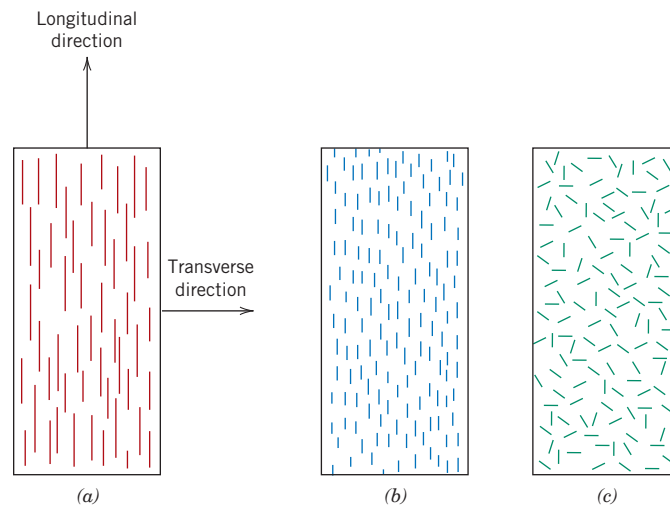 Longitudinal
direction
Transverse
direction
(a)
(b)
(c)